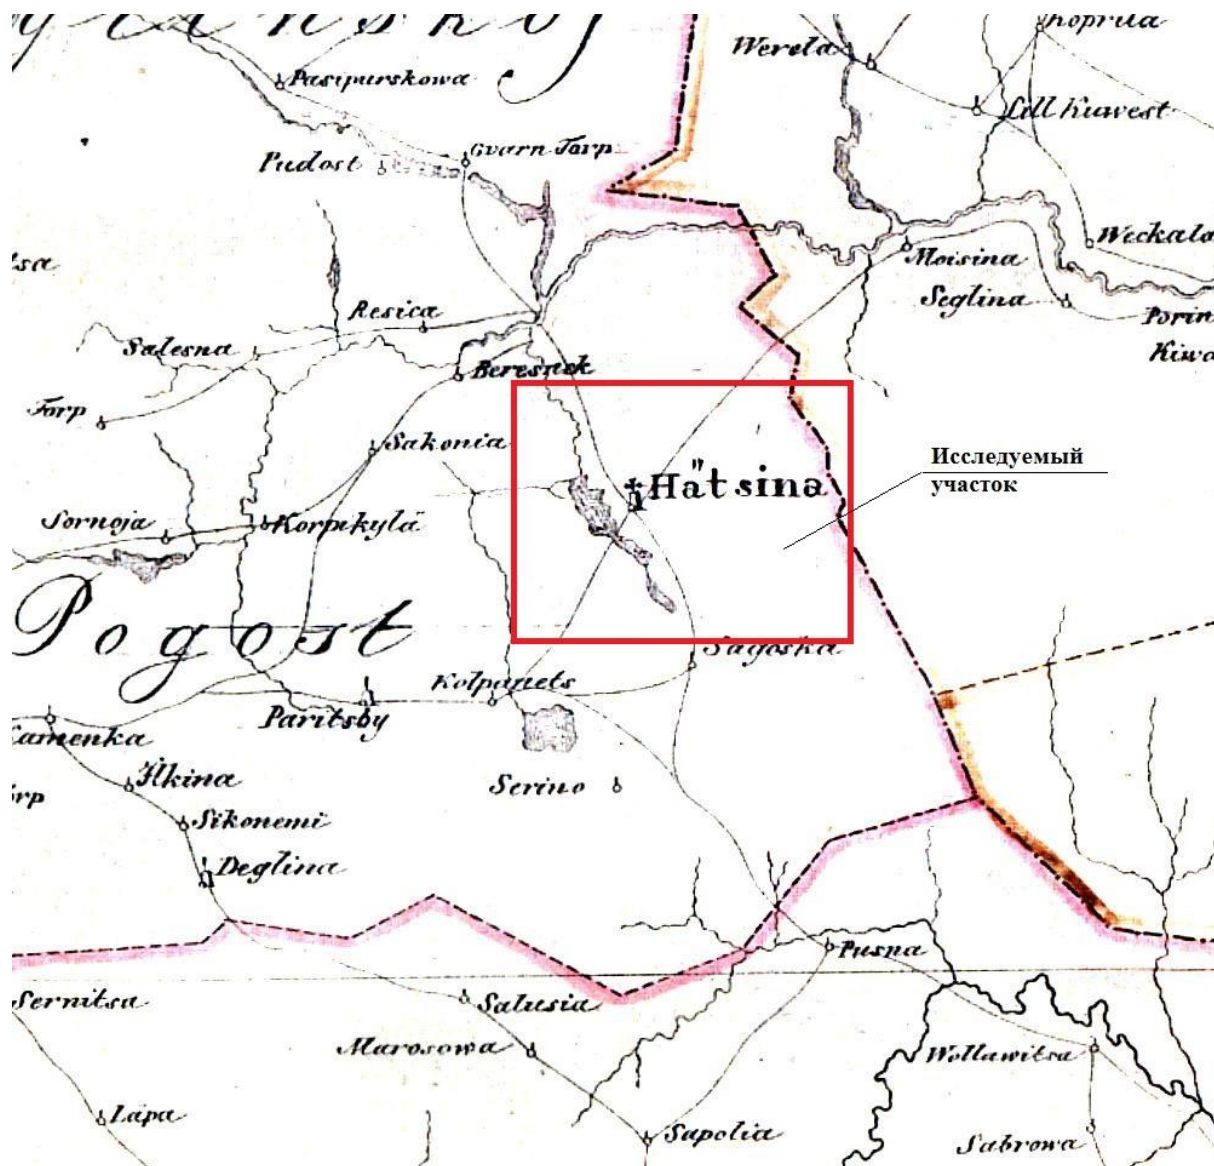 Koprila
Werela
Pasipurskowa
Lill Kuwest
Gvarn Torp
Pudost
Weckala
Moisina
Seglina
Porin
Kiwa
Resica
Salesna
Beresnek
Torp
Sakonia
Исследуемый
участок
Hätsina
Sornoja
Korpikylä
Pogost
Sagoska
Kolpanets
Paritsby
Kamenka
Ilkina
Serino
Sikonemi
Deglina
Pusna
Sernitsa
Salusia
Marosowa
Wollawitsa
Lapa
Sapolia
Sabrowa